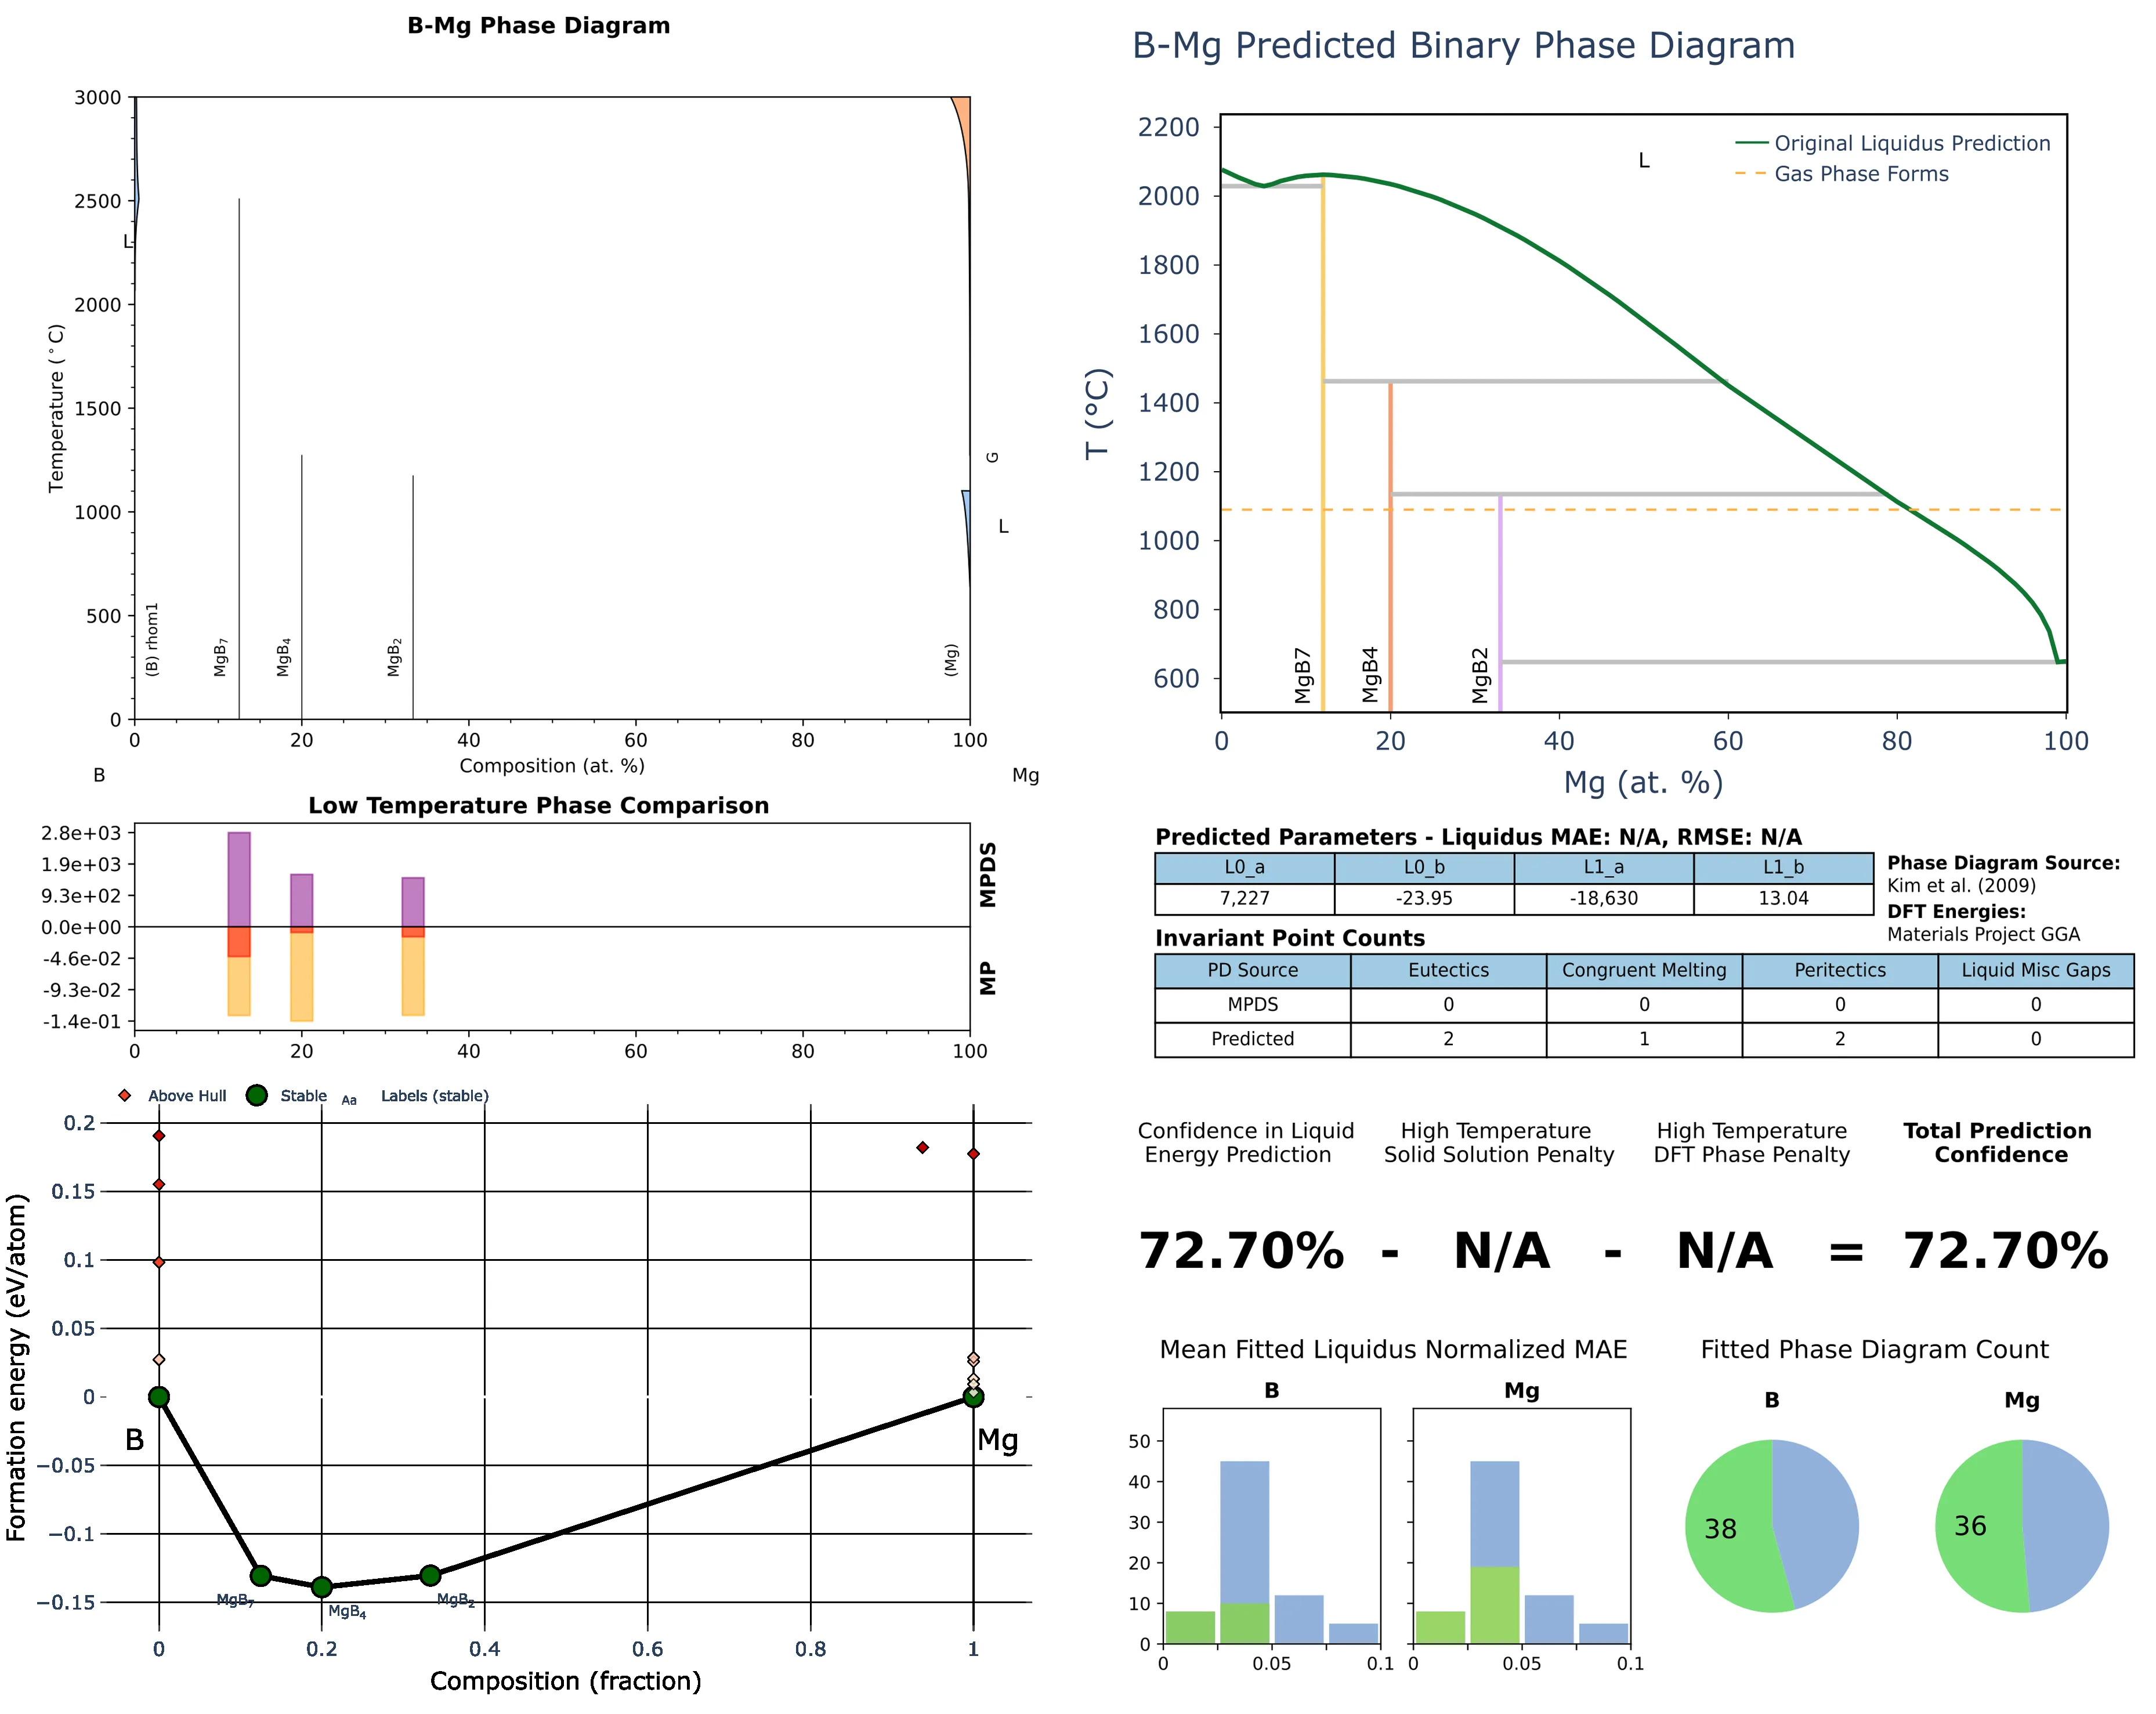 B-Mg Phase Diagram
3000
2500
2000
1500
1000
500
0
Temperature (°C)
L
(B) rhom1
MgB7
MgB4
MgB2
(Mg)
G
L
0 20 40 60 80 100
Composition (at. %)
B Mg
Low Temperature Phase Comparison
2.8e+03
1.9e+03
9.3e+02
0.0e+00
-4.6e-02
-9.3e-02
-1.4e-01
MPDS
MP
0 20 40 60 80 100
Above Hull Stable Aa Labels (stable)
0.2
0.15
0.1
0.05
0
−0.05
−0.1
−0.15
Formation energy (eV/atom)
B
Mg
MgB7
MgB4
MgB2
0 0.2 0.4 0.6 0.8 1
Composition (fraction)
B-Mg Predicted Binary Phase Diagram
2200
2000
1800
1600
1400
1200
1000
800
600
T (°C)
L
Original Liquidus Prediction
Gas Phase Forms
MgB7
MgB4
MgB2
0 20 40 60 80 100
Mg (at. %)
Predicted Parameters - Liquidus MAE: N/A, RMSE: N/A
L0_a L0_b L1_a L1_b
7,227 -23.95 -18,630 13.04
Phase Diagram Source:
Kim et al. (2009)
DFT Energies:
Materials Project GGA
Invariant Point Counts
PD Source Eutectics Congruent Melting Peritectics Liquid Misc Gaps
MPDS 0 0 0 0
Predicted 2 1 2 0
Confidence in Liquid
Energy Prediction
High Temperature
Solid Solution Penalty
High Temperature
DFT Phase Penalty
Total Prediction
Confidence
72.70% - N/A - N/A = 72.70%
Mean Fitted Liquidus Normalized MAE
B
Mg
50
40
30
20
10
0
0 0.05 0.1
0 0.05 0.1
Fitted Phase Diagram Count
B
Mg
38
36